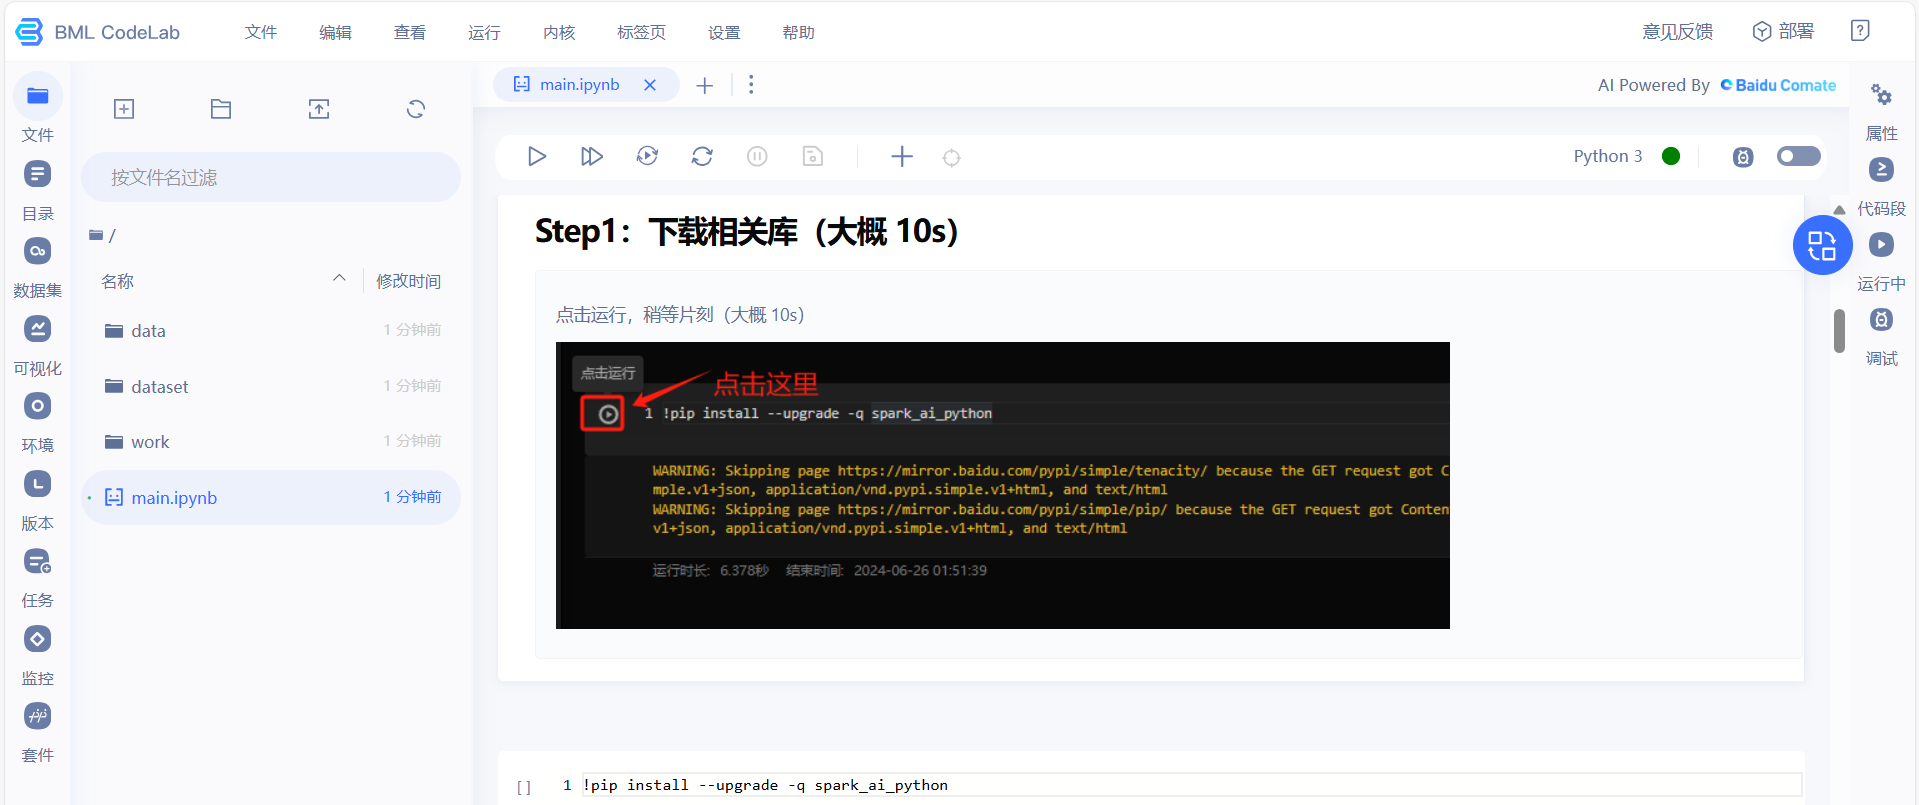 BML CodeLab
文件 编辑 查看 运行 内核 标签页 设置 帮助
意见反馈 部署
文件
目录
数据集
可视化
环境
版本
任务
监控
套件
按文件名过滤
/
名称 修改时间
data 1 分钟前
dataset 1 分钟前
work 1 分钟前
main.ipynb 1 分钟前
main.ipynb
AI Powered By Baidu Comate
Python 3
Step1：下载相关库（大概 10s）
点击运行，稍等片刻（大概 10s）
点击运行
点击这里
1 !pip install --upgrade -q spark_ai_python
WARNING: Skipping page https://mirror.baidu.com/pypi/simple/tenacity/ because the GET request got C
mple.v1+json, application/vnd.pypi.simple.v1+html, and text/html
WARNING: Skipping page https://mirror.baidu.com/pypi/simple/pip/ because the GET request got Conten
v1+json, application/vnd.pypi.simple.v1+html, and text/html
运行时长: 6.378秒 结束时间: 2024-06-26 01:51:39
[ ] 1 !pip install --upgrade -q spark_ai_python
属性
代码段
运行中
调试